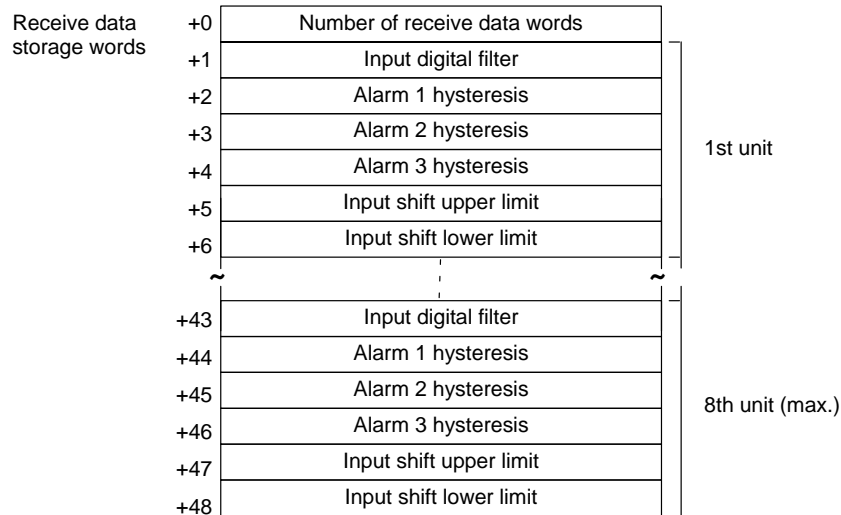 Receive data
storage words
+0 Number of receive data words
+1 Input digital filter
+2 Alarm 1 hysteresis
+3 Alarm 2 hysteresis
+4 Alarm 3 hysteresis
+5 Input shift upper limit
+6 Input shift lower limit
1st unit
~ ~
+43 Input digital filter
+44 Alarm 1 hysteresis
+45 Alarm 2 hysteresis
+46 Alarm 3 hysteresis
+47 Input shift upper limit
+48 Input shift lower limit
8th unit (max.)